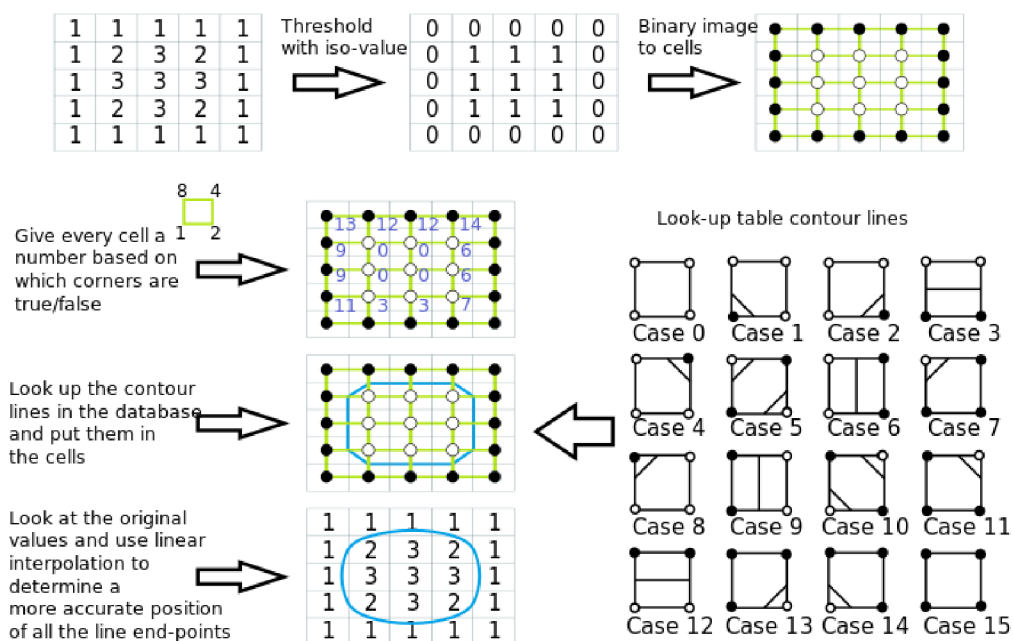 1 1 1 1 1
1 2 3 2 1
1 3 3 3 1
1 2 3 2 1
1 1 1 1 1
Threshold
with iso-value
0 0 0 0 0
0 1 1 1 0
0 1 1 1 0
0 1 1 1 0
0 0 0 0 0
Binary image
to cells
8 4
1 2
Give every cell a
number based on
which corners are
true/false
13 12 12 14
9 0 0 6
9 0 0 6
11 3 3 7
Look up the contour
lines in the database
and put them in
the cells
Look at the original
values and use linear
interpolation to
determine a
more accurate position
of all the line end-points
1 1 1 1 1
1 2 3 2 1
1 3 3 3 1
1 2 3 2 1
1 1 1 1 1
Look-up table contour lines
Case 0 Case 1 Case 2 Case 3
Case 4 Case 5 Case 6 Case 7
Case 8 Case 9 Case 10 Case 11
Case 12 Case 13 Case 14 Case 15